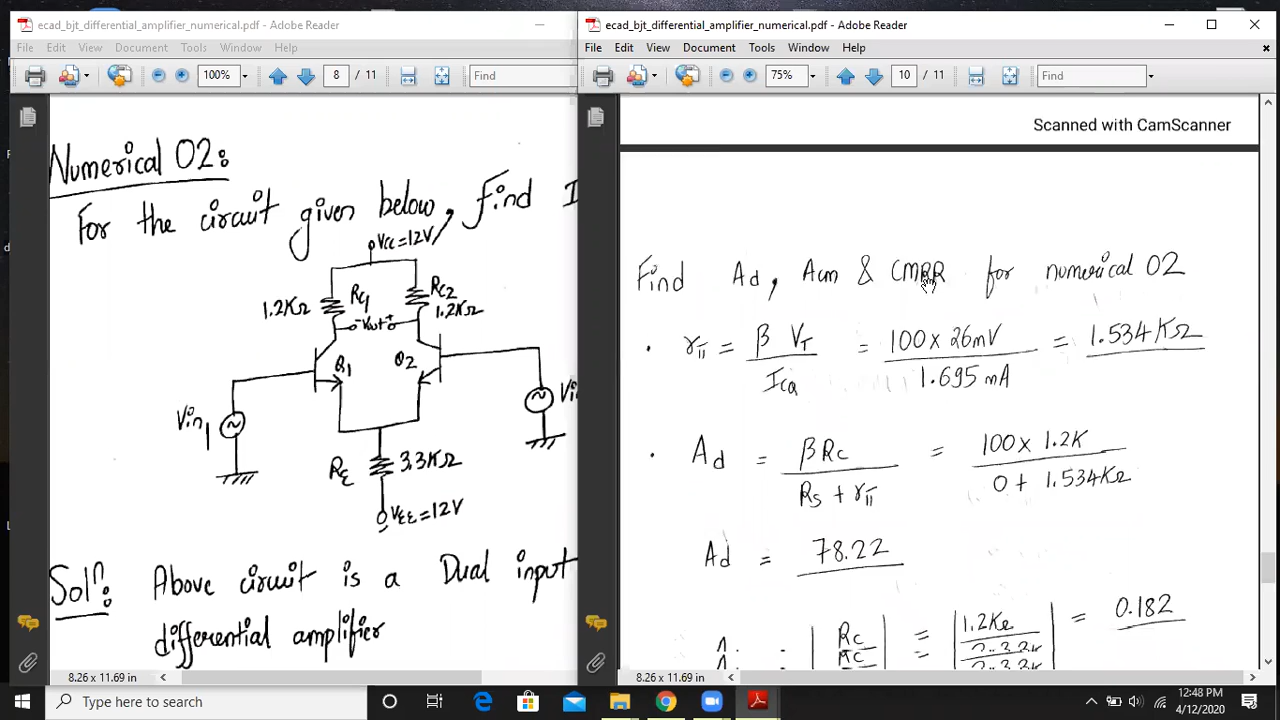 ecad_bjt_differential_amplifier_numerical.pdf - Adobe Reader
File Edit View Document Tools Window Help
100% 8 / 11 Find
Numerical 02:
For the circuit given below, find I
VCC = 12V
1.2KΩ RC1 RC2 1.2KΩ
- Vout +
Q1 Q2
Vin1 Vin
RE 3.3KΩ
VEE = 12V
Soln: Above circuit is a Dual input
differential amplifier
8.26 x 11.69 in
ecad_bjt_differential_amplifier_numerical.pdf - Adobe Reader
File Edit View Document Tools Window Help
75% 10 / 11 Find
Scanned with CamScanner
Find Ad, Acm & CMRR for numerical 02
· rπ = β VT / ICQ = 100 x 26mV / 1.695 mA = 1.534KΩ
· Ad = β RC / RS + rπ = 100 x 1.2K / 0 + 1.534KΩ
Ad = 78.22
| RC | = | 1.2KΩ | = 0.182
8.26 x 11.69 in
Type here to search
12:48 PM
4/12/2020